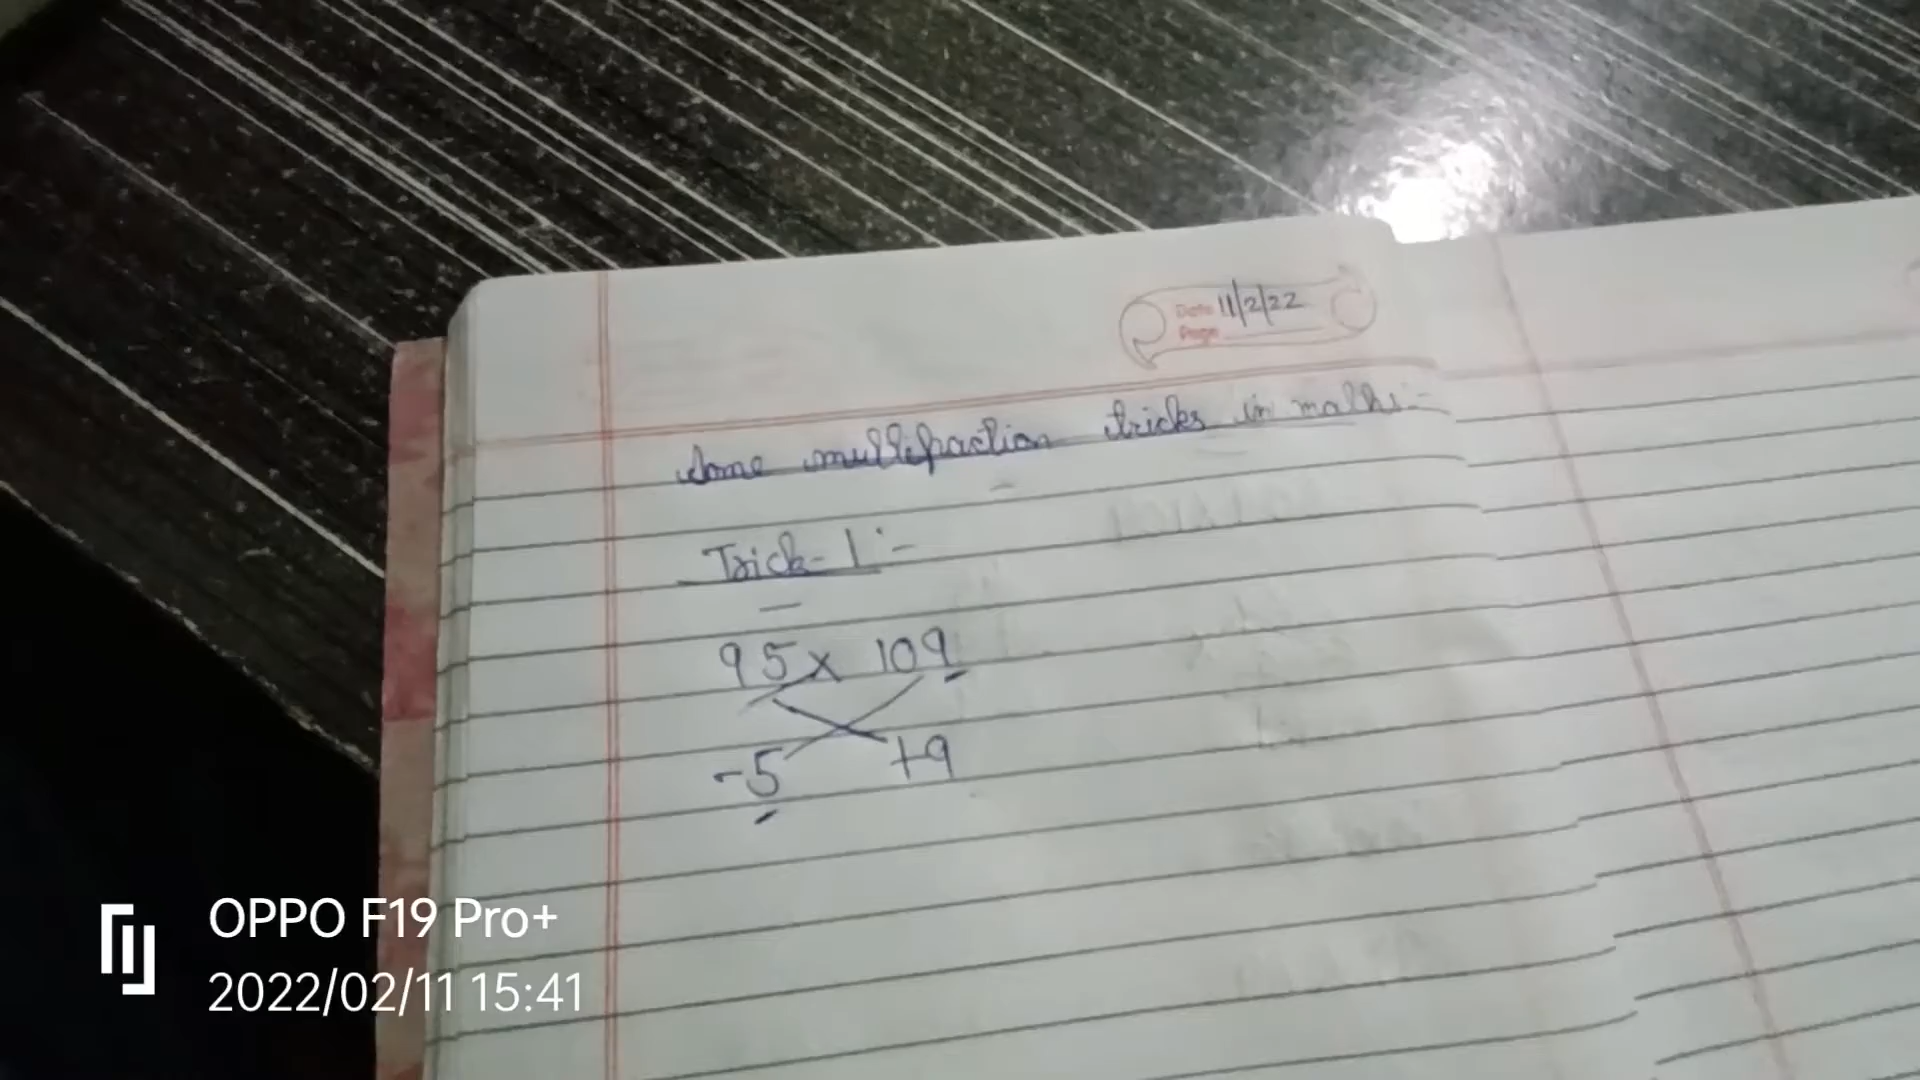 Date 11/2/22
Page
Some multipaction tricks in maths:-
Trick-1:-
95 x 109
-5 +9
OPPO F19 Pro+
2022/02/11 15:41